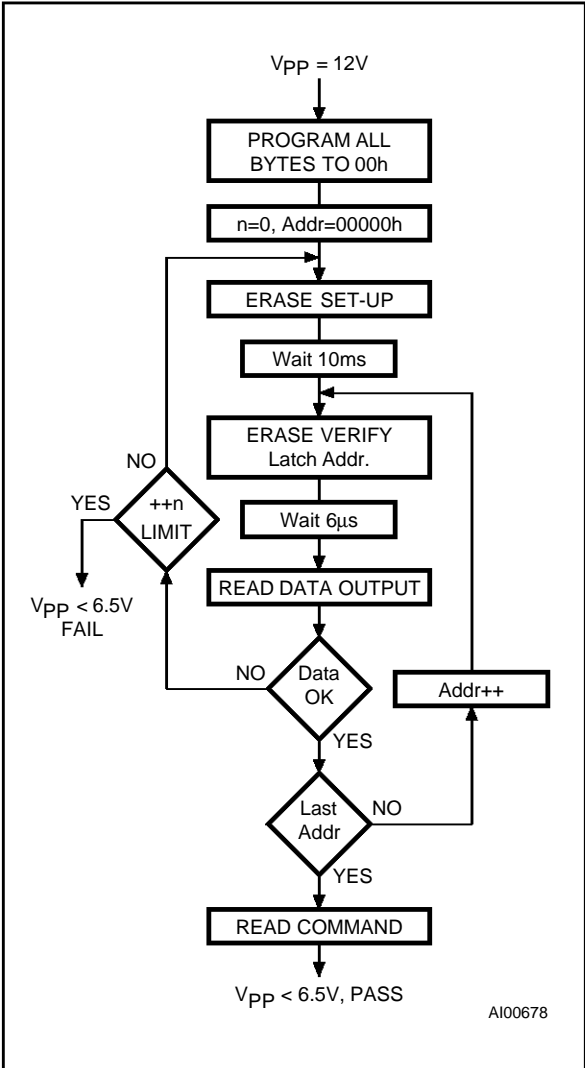 VPP = 12V
PROGRAM ALL
BYTES TO 00h
n=0, Addr=00000h
ERASE SET-UP
Wait 10ms
ERASE VERIFY
Latch Addr.
NO
YES
++n
LIMIT
Wait 6µs
VPP < 6.5V
FAIL
READ DATA OUTPUT
NO
Data
OK
YES
Addr++
Last
Addr
NO
YES
READ COMMAND
VPP < 6.5V, PASS
AI00678